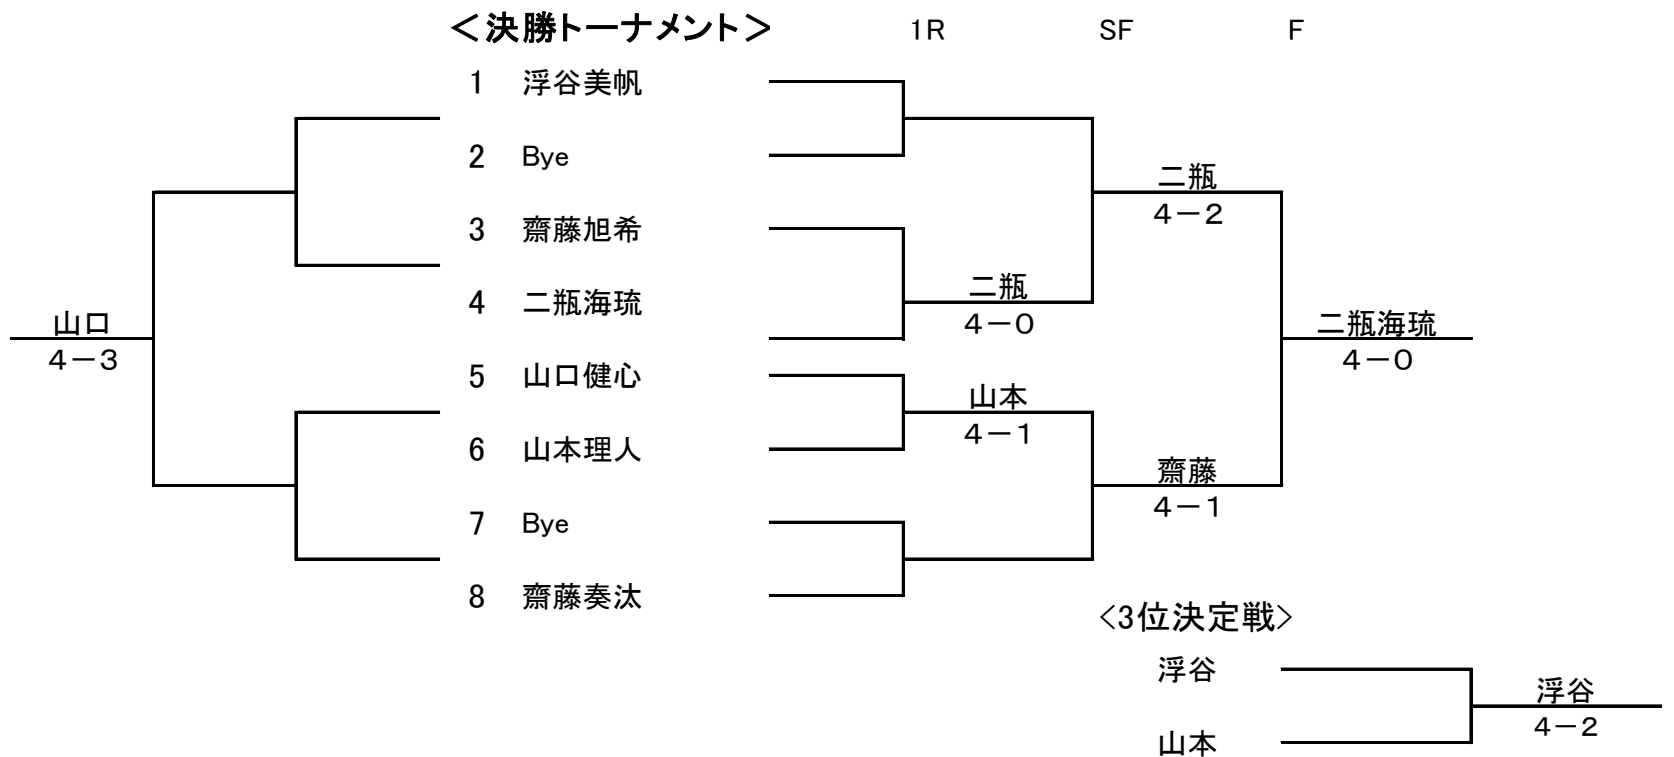 ＜決勝トーナメント＞ 1R SF F
1 浮谷美帆
2 Bye
二瓶
4－2
3 齋藤旭希
二瓶
4－0
4 二瓶海琉
山口
4－3
二瓶海琉
4－0
5 山口健心
山本
4－1
6 山本理人
齋藤
4－1
7 Bye
8 齋藤奏汰
<3位決定戦>
浮谷
浮谷
4－2
山本